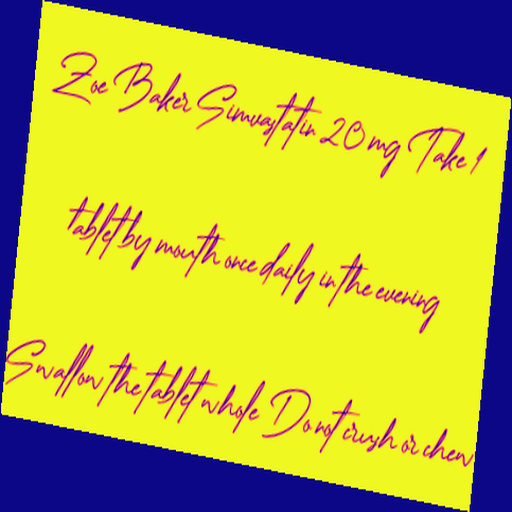 Zoe Baker Simvastatin 20 mg Take 1
tablet by mouth once daily in the evening
Swallow the tablet whole Do not crush or chew